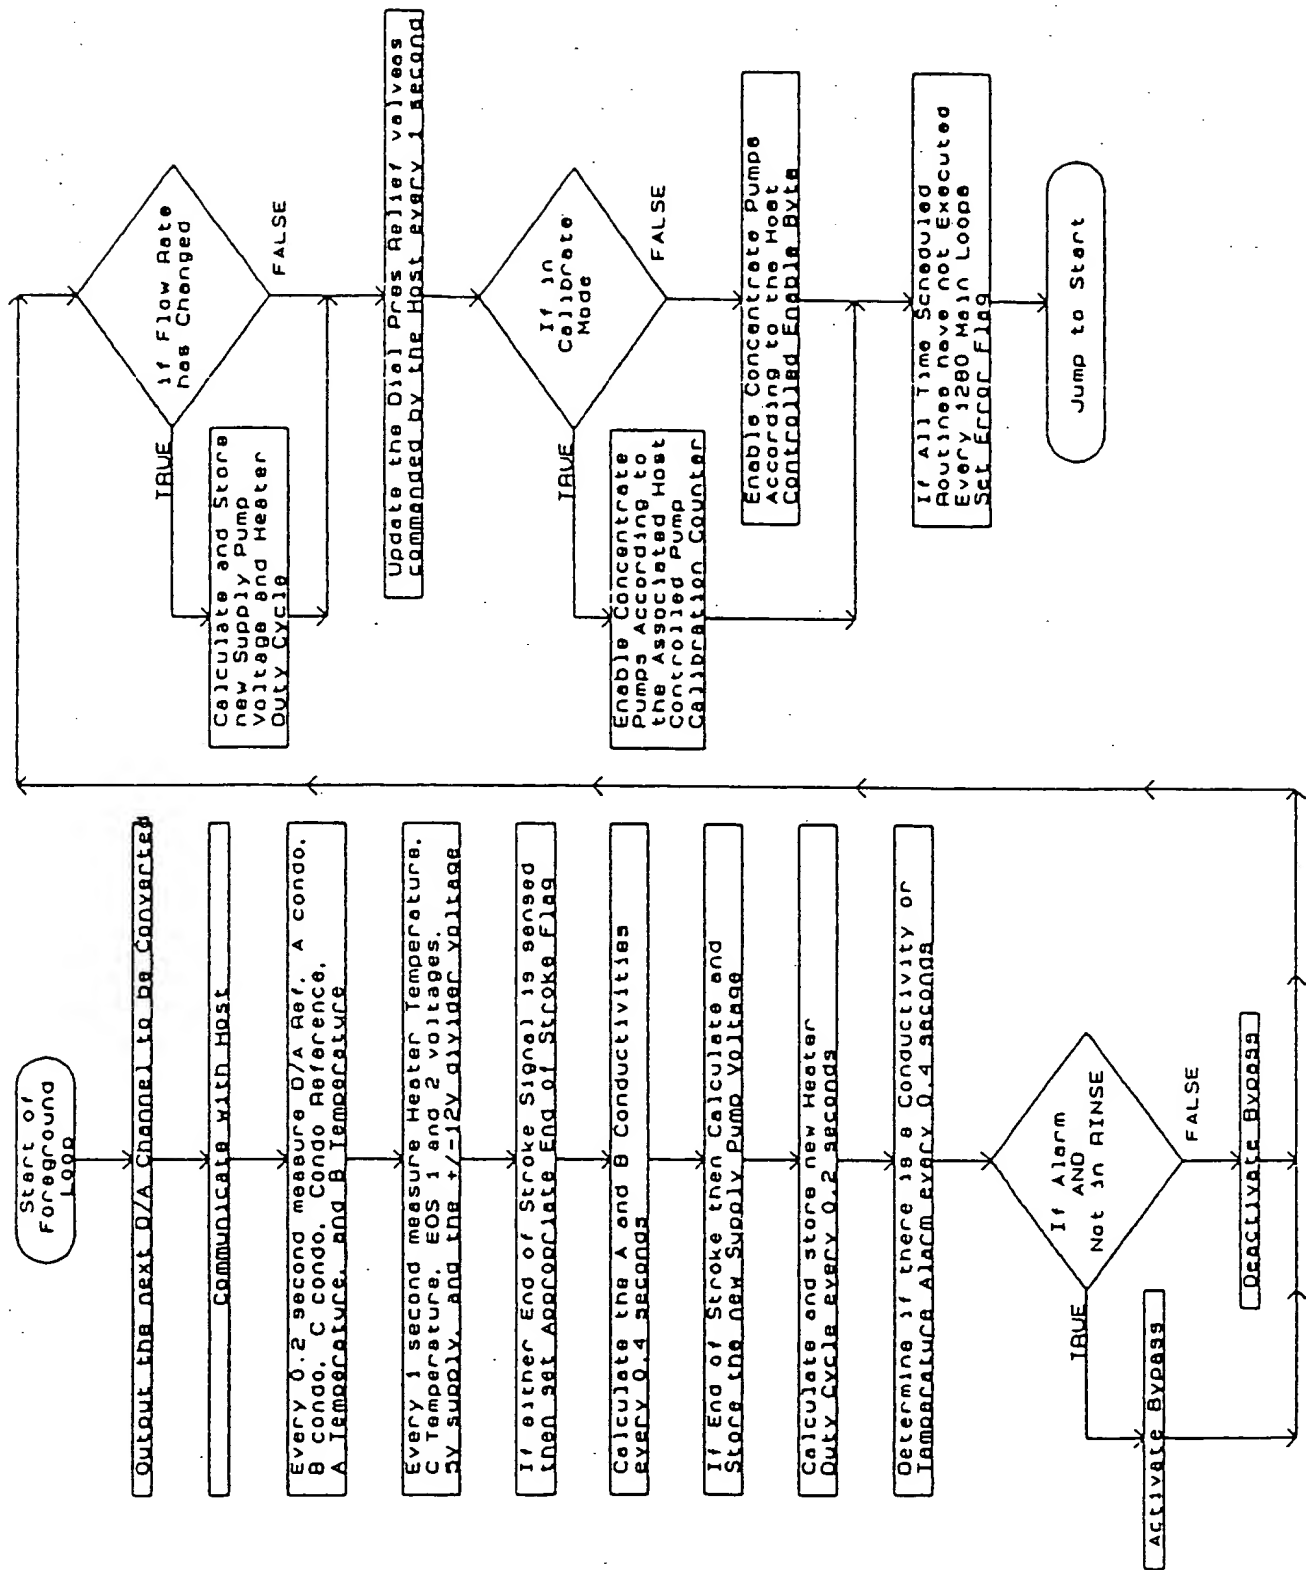 Start of
Foreground
Loop
Output the next D/A Channel to be Converted
Communicate with Host
Every 0.2 second measure D/A Ref. A condo.
B condo. C condo. Condo Reference.
A Temperature. and B Temperature
Every 1 second measure Heater Temperature.
C Temperature. EOS 1 and 2 voltages.
5v supply. and the +/-12v divider voltage
If either End of Stroke Signal is sensed
then set Appropriate End of Stroke Flag
Calculate the A and B Conductivities
every 0.4 seconds
If End of Stroke then Calculate and
Store the new Supply Pump Voltage
Calculate and store new Heater
Duty Cycle every 0.2 seconds
Determine if there is a Conductivity or
Temperature Alarm every 0.4 seconds
If Alarm
AND
Not in RINSE
TRUE
FALSE
Activate Bypass
Deactivate Bypass
if Flow Rate
has Changed
TRUE
FALSE
Calculate and Store
new Supply Pump
voltage and Heater
Duty Cycle
Update the Dial Pres Relief valves
commanded by the Host every 1 second
If in
Calibrate
Mode
TRUE
FALSE
Enable Concentrate
Pumps According to
the Associated Host
Controlled Pump
Calibration Counter
Enable Concentrate Pumps
According to the Host
Controlled Enable Byte
If All Time Scheduled
Routines have not Executed
Every 1280 Main Loops
Set Error Flag
Jump to Start